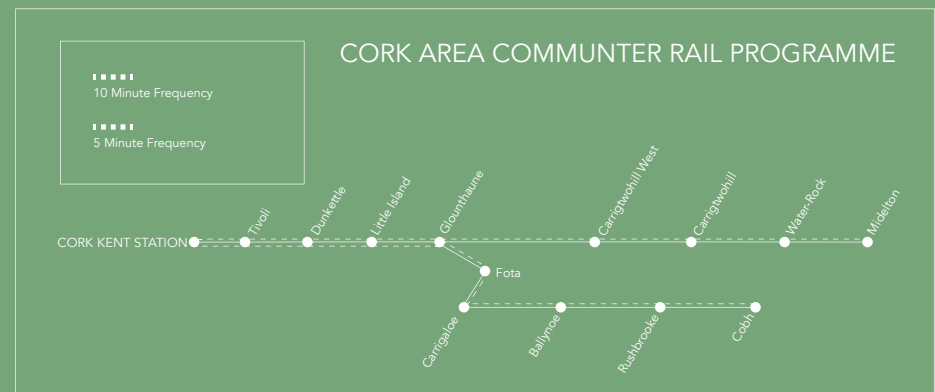 CORK AREA COMMUNTER RAIL PROGRAMME
10 Minute Frequency
5 Minute Frequency
CORK KENT STATION
Tivoli
Dunkettle
Little Island
Glounthaune
Carrigtwohill West
Carrigtwohill
Water-Rock
Midelton
Fota
Carrigaloe
Ballynoe
Rushbrooke
Cobh